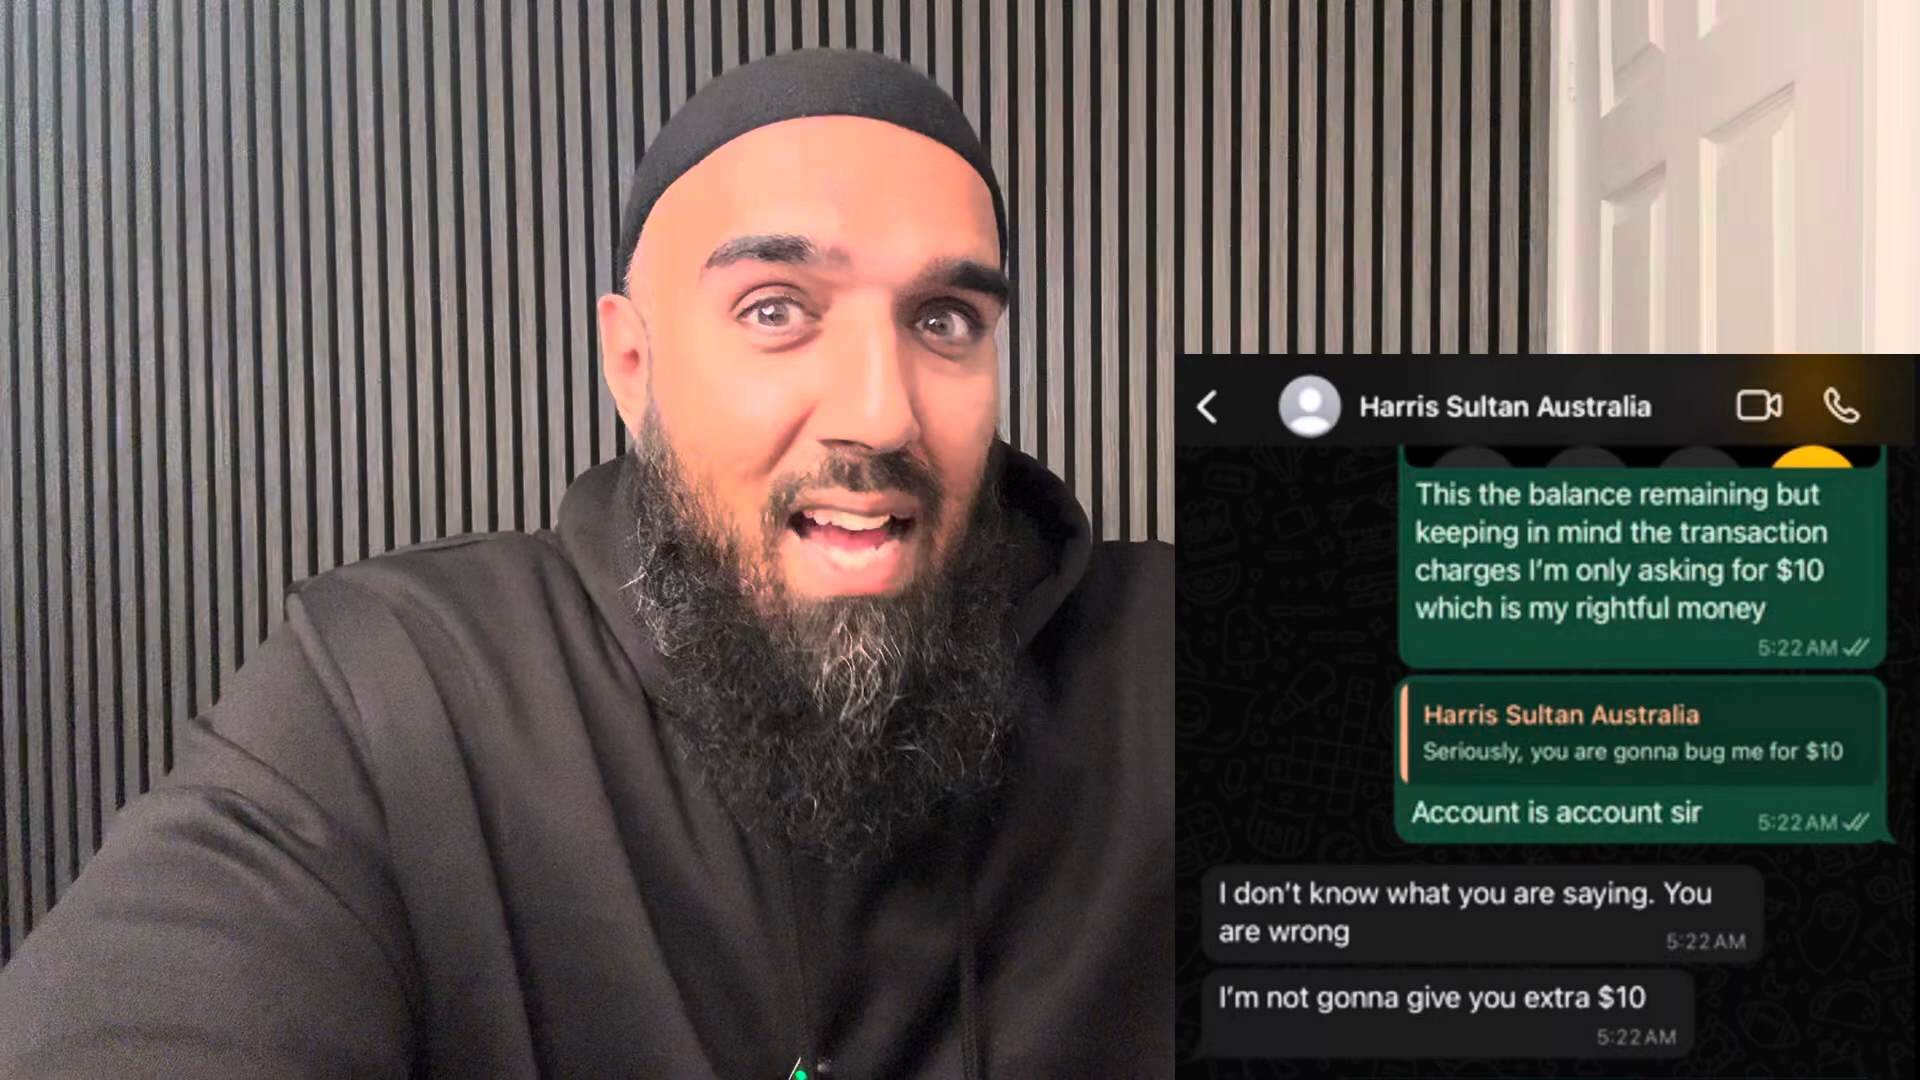 Harris Sultan Australia
This the balance remaining but
keeping in mind the transaction
charges I'm only asking for $10
which is my rightful money
5:22 AM
Harris Sultan Australia
Seriously, you are gonna bug me for $10
Account is account sir
5:22 AM
I don't know what you are saying. You
are wrong
5:22 AM
I'm not gonna give you extra $10
5:22 AM